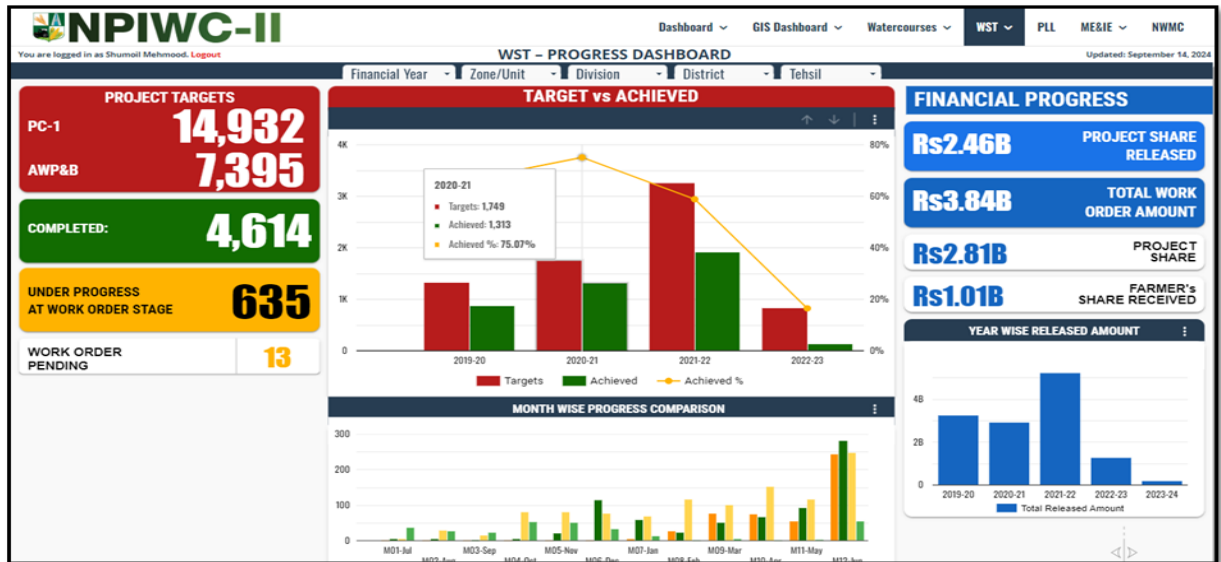 NPIWC-II
Dashboard
GIS Dashboard
Watercourses
WST
PLL
ME&IE
NWMC
You are logged in as Shumoil Mehmood. Logout
WST – PROGRESS DASHBOARD
Updated: September 14, 2024
Financial Year
Zone/Unit
Division
District
Tehsil
PROJECT TARGETS
PC-1
14,932
AWP&B
7,395
COMPLETED:
4,614
UNDER PROGRESS
AT WORK ORDER STAGE
635
WORK ORDER
PENDING
13
TARGET vs ACHIEVED
4K
3K
2K
1K
0
80%
60%
40%
20%
0%
2020-21
Targets: 1,749
Achieved: 1,313
Achieved %: 75.07%
2019-20
2020-21
2021-22
2022-23
Targets
Achieved
Achieved %
MONTH WISE PROGRESS COMPARISON
300
200
100
0
M01-Jul
M03-Sep
M05-Nov
M07-Jan
M09-Mar
M11-May
FINANCIAL PROGRESS
Rs2.46B
PROJECT SHARE
RELEASED
Rs3.84B
TOTAL WORK
ORDER AMOUNT
Rs2.81B
PROJECT
SHARE
Rs1.01B
FARMER's
SHARE RECEIVED
YEAR WISE RELEASED AMOUNT
4B
2B
0
2019-20
2020-21
2021-22
2022-23
2023-24
Total Released Amount